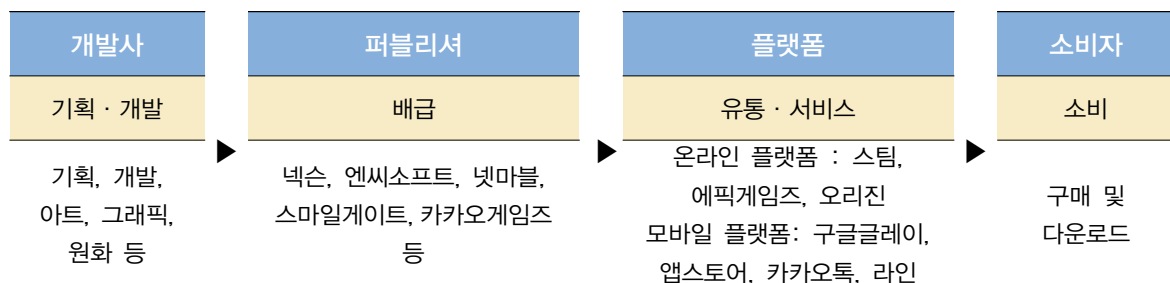 개발사
기획 · 개발
기획, 개발,
아트, 그래픽,
원화 등
▶
퍼블리셔
배급
넥슨, 엔씨소프트, 넷마블,
스마일게이트, 카카오게임즈
등
▶
플랫폼
유통 · 서비스
온라인 플랫폼 : 스팀,
에픽게임즈, 오리진
모바일 플랫폼: 구글글레이,
앱스토어, 카카오톡, 라인
▶
소비자
소비
구매 및
다운로드